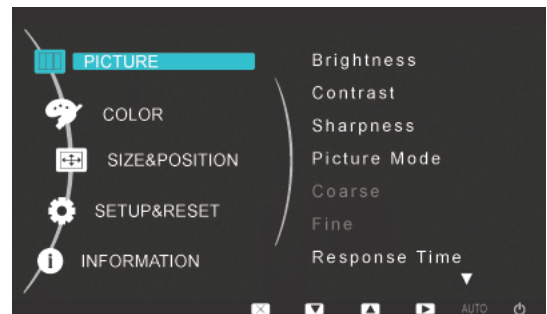 PICTURE
COLOR
SIZE&POSITION
SETUP&RESET
INFORMATION
Brightness
Contrast
Sharpness
Picture Mode
Coarse
Fine
Response Time
AUTO